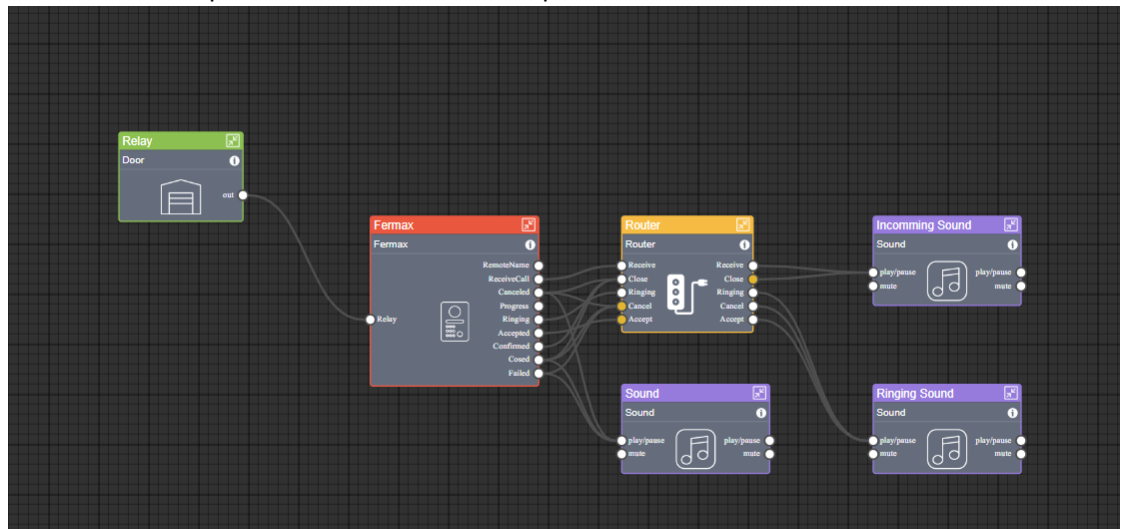 Relay
Door
out
Fermax
Fermax
RemoteName
ReceiveCall
Canceled
Progress
Relay
Ringing
Accepted
Confirmed
Cosed
Failed
Router
Router
Receive Receive
Close Close
Ringing Ringing
Cancel Cancel
Accept Accept
Incomming Sound
Sound
play/pause play/pause
mute mute
Sound
Sound
play/pause play/pause
mute mute
Ringing Sound
Sound
play/pause play/pause
mute mute